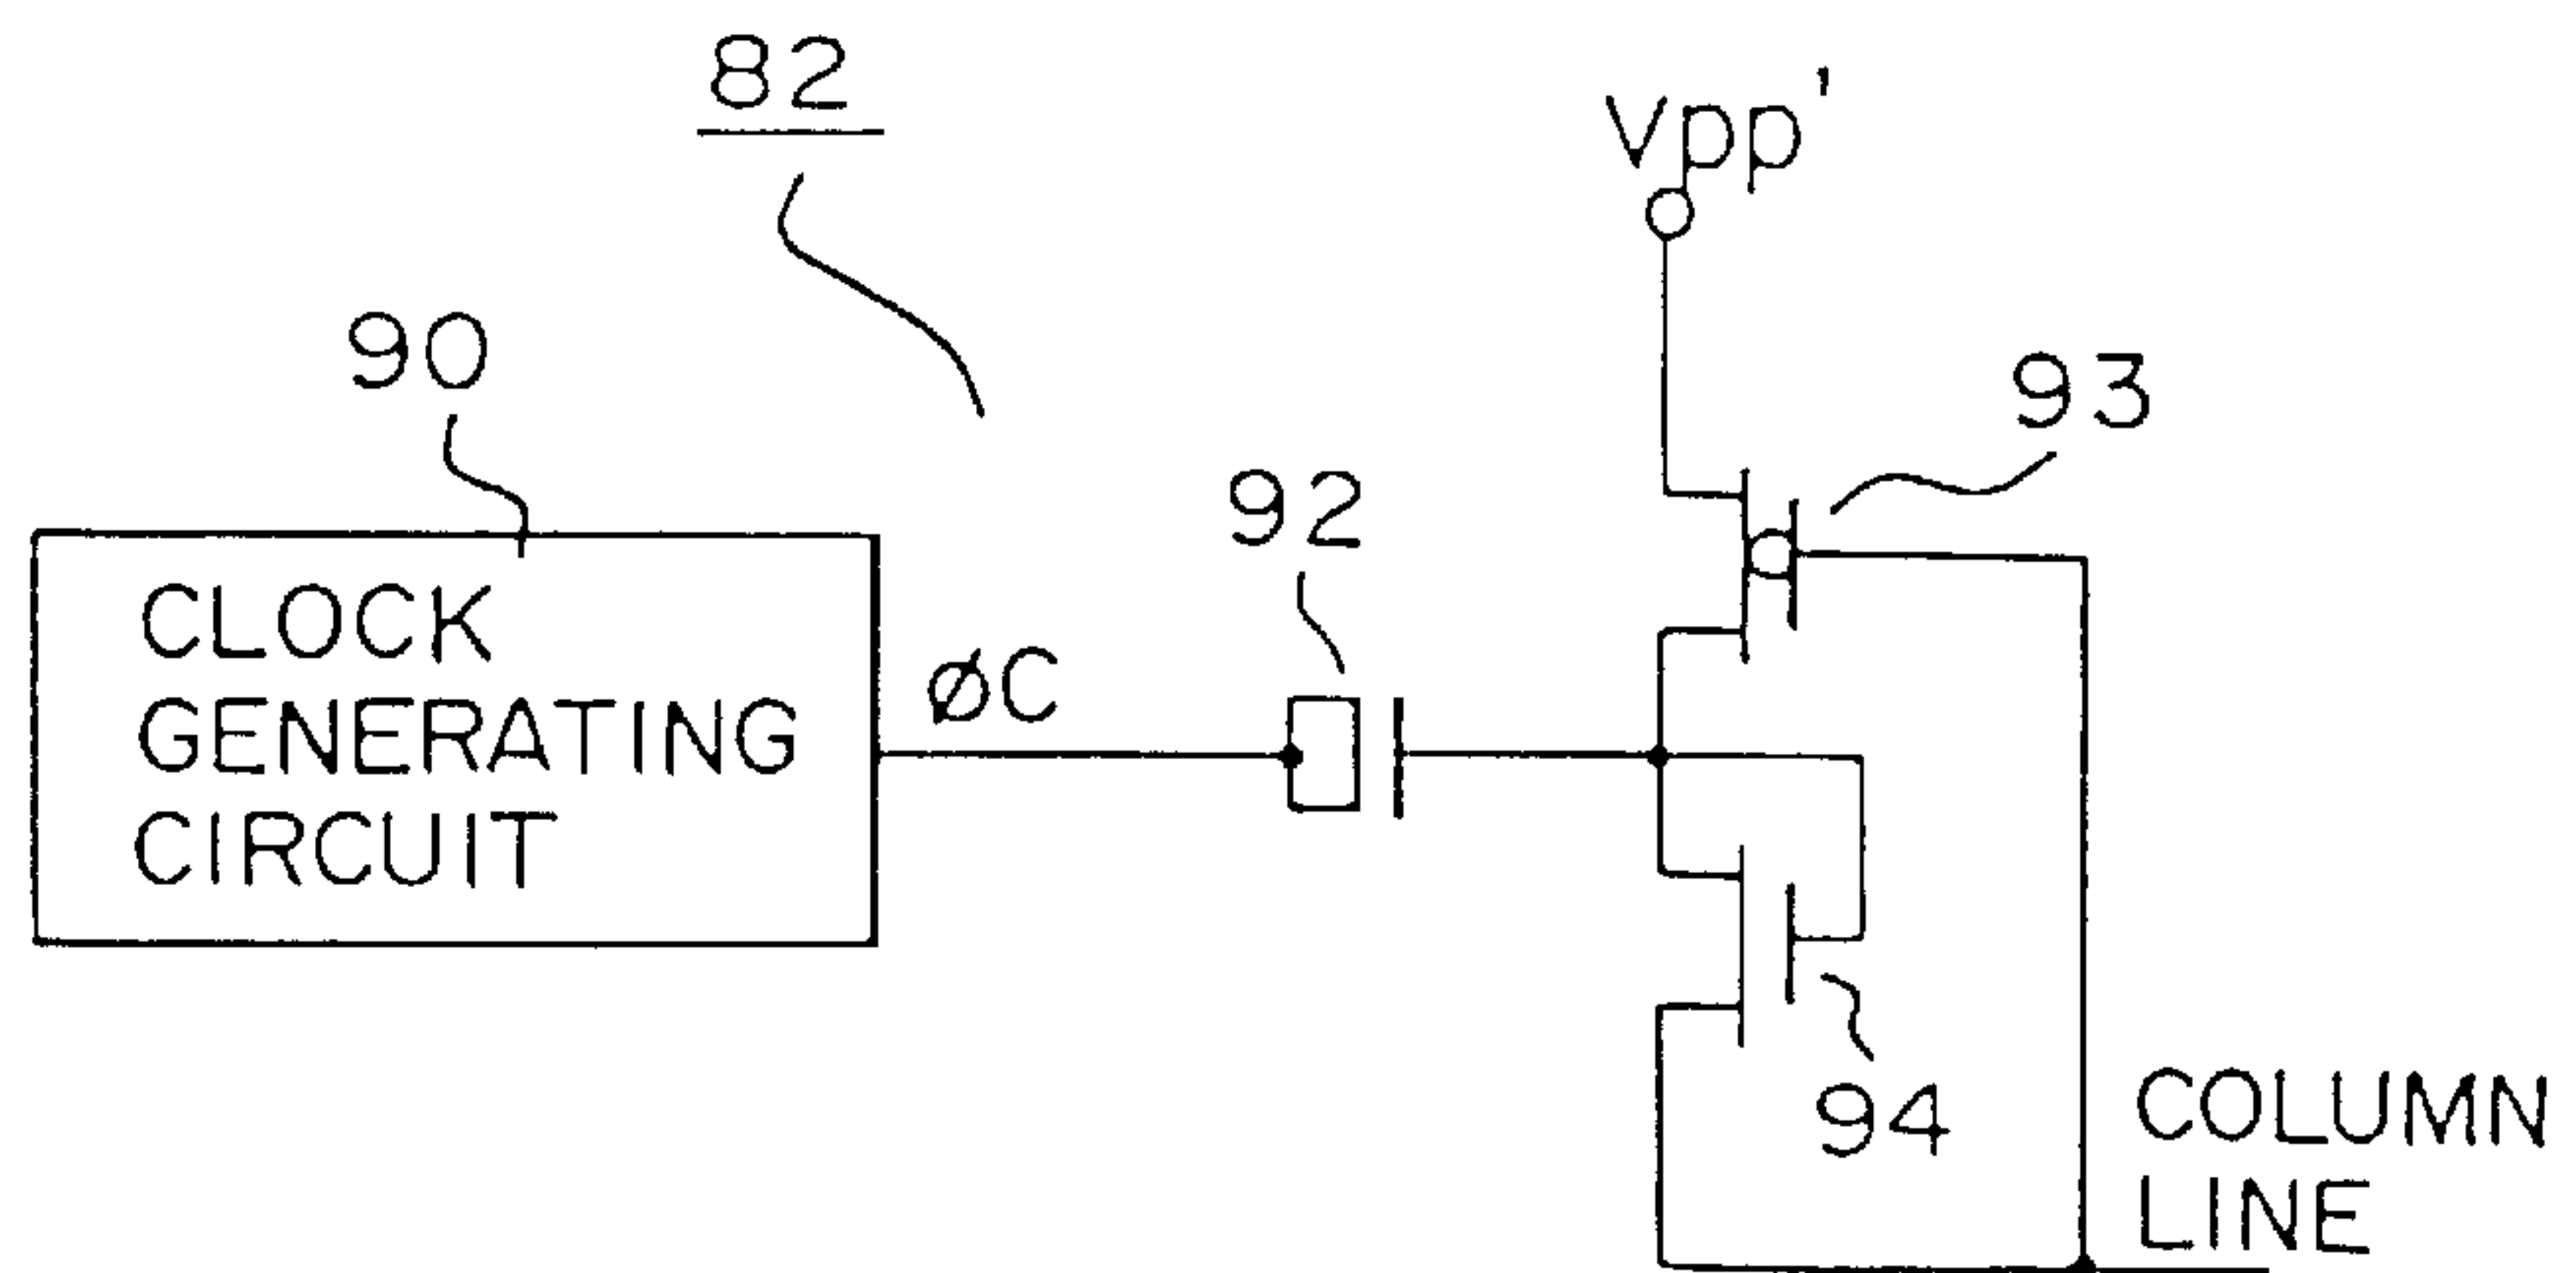 82
Vpp'
90
93
92
CLOCK
GENERATING
CIRCUIT
øC
94
COLUMN
LINE